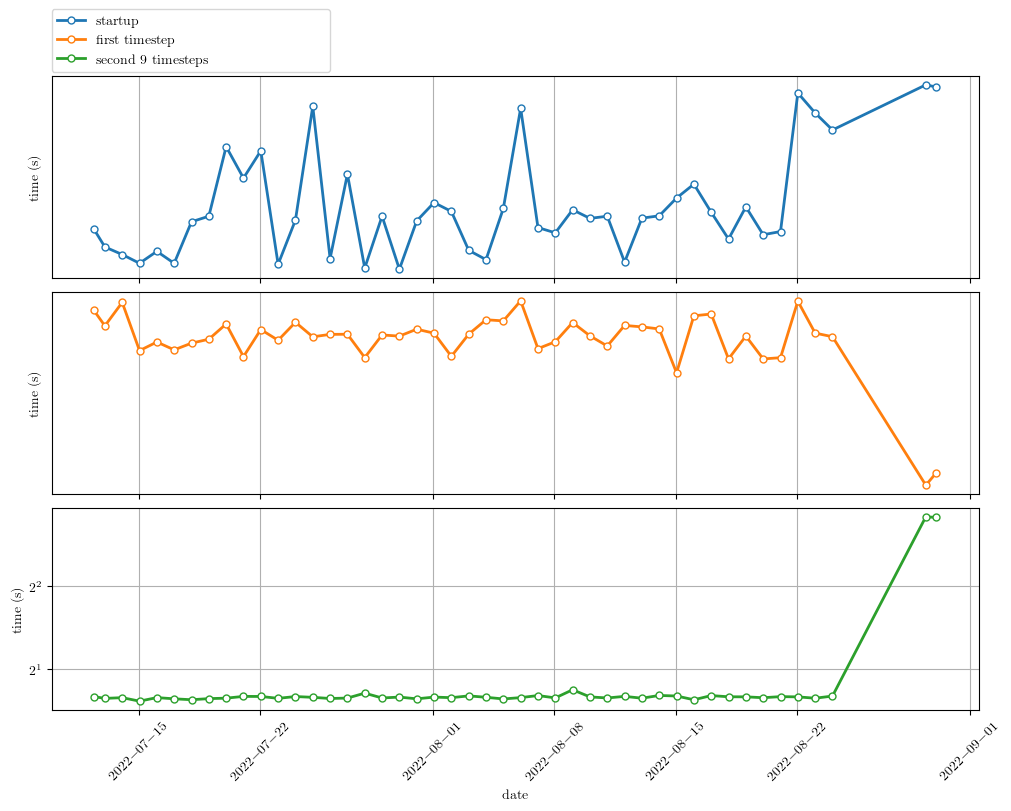 startup
first timestep
second 9 timesteps
time (s)
time (s)
time (s)
2²
2¹
2022−07−15
2022−07−22
2022−08−01
2022−08−08
2022−08−15
2022−08−22
2022−09−01
date